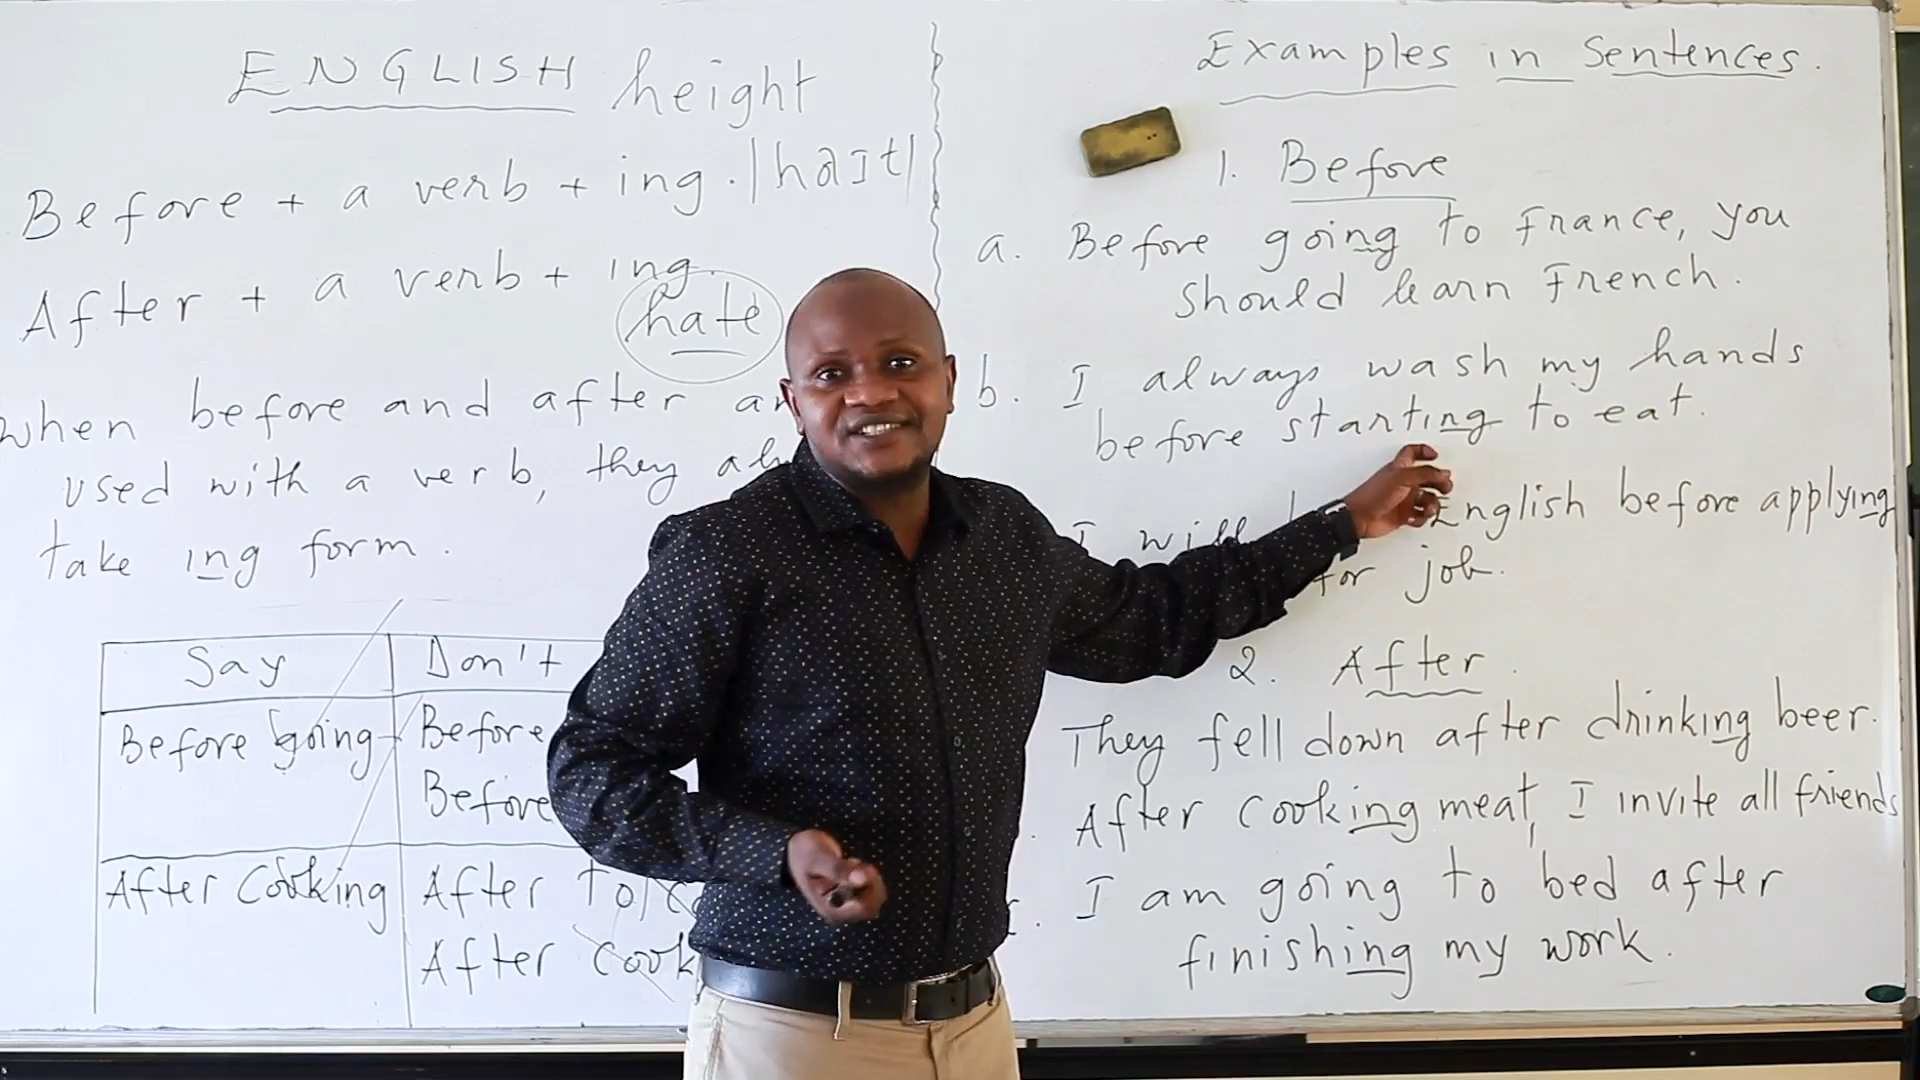 ENGLISH height
Before + a verb + ing. |haIt|
After + a verb + ing.
hate
When before and after
used with a verb, they
take ing form.
Say Don't
Before going Before
Before
After cooking After to
After cook
Examples in Sentences.
1. Before
a. Before going to France, you
should learn French.
b. I always wash my hands
before starting to eat.
I will English before applying
for job.
2. After.
They fell down after drinking beer.
After cooking meat, I invite all friends
I am going to bed after
finishing my work.